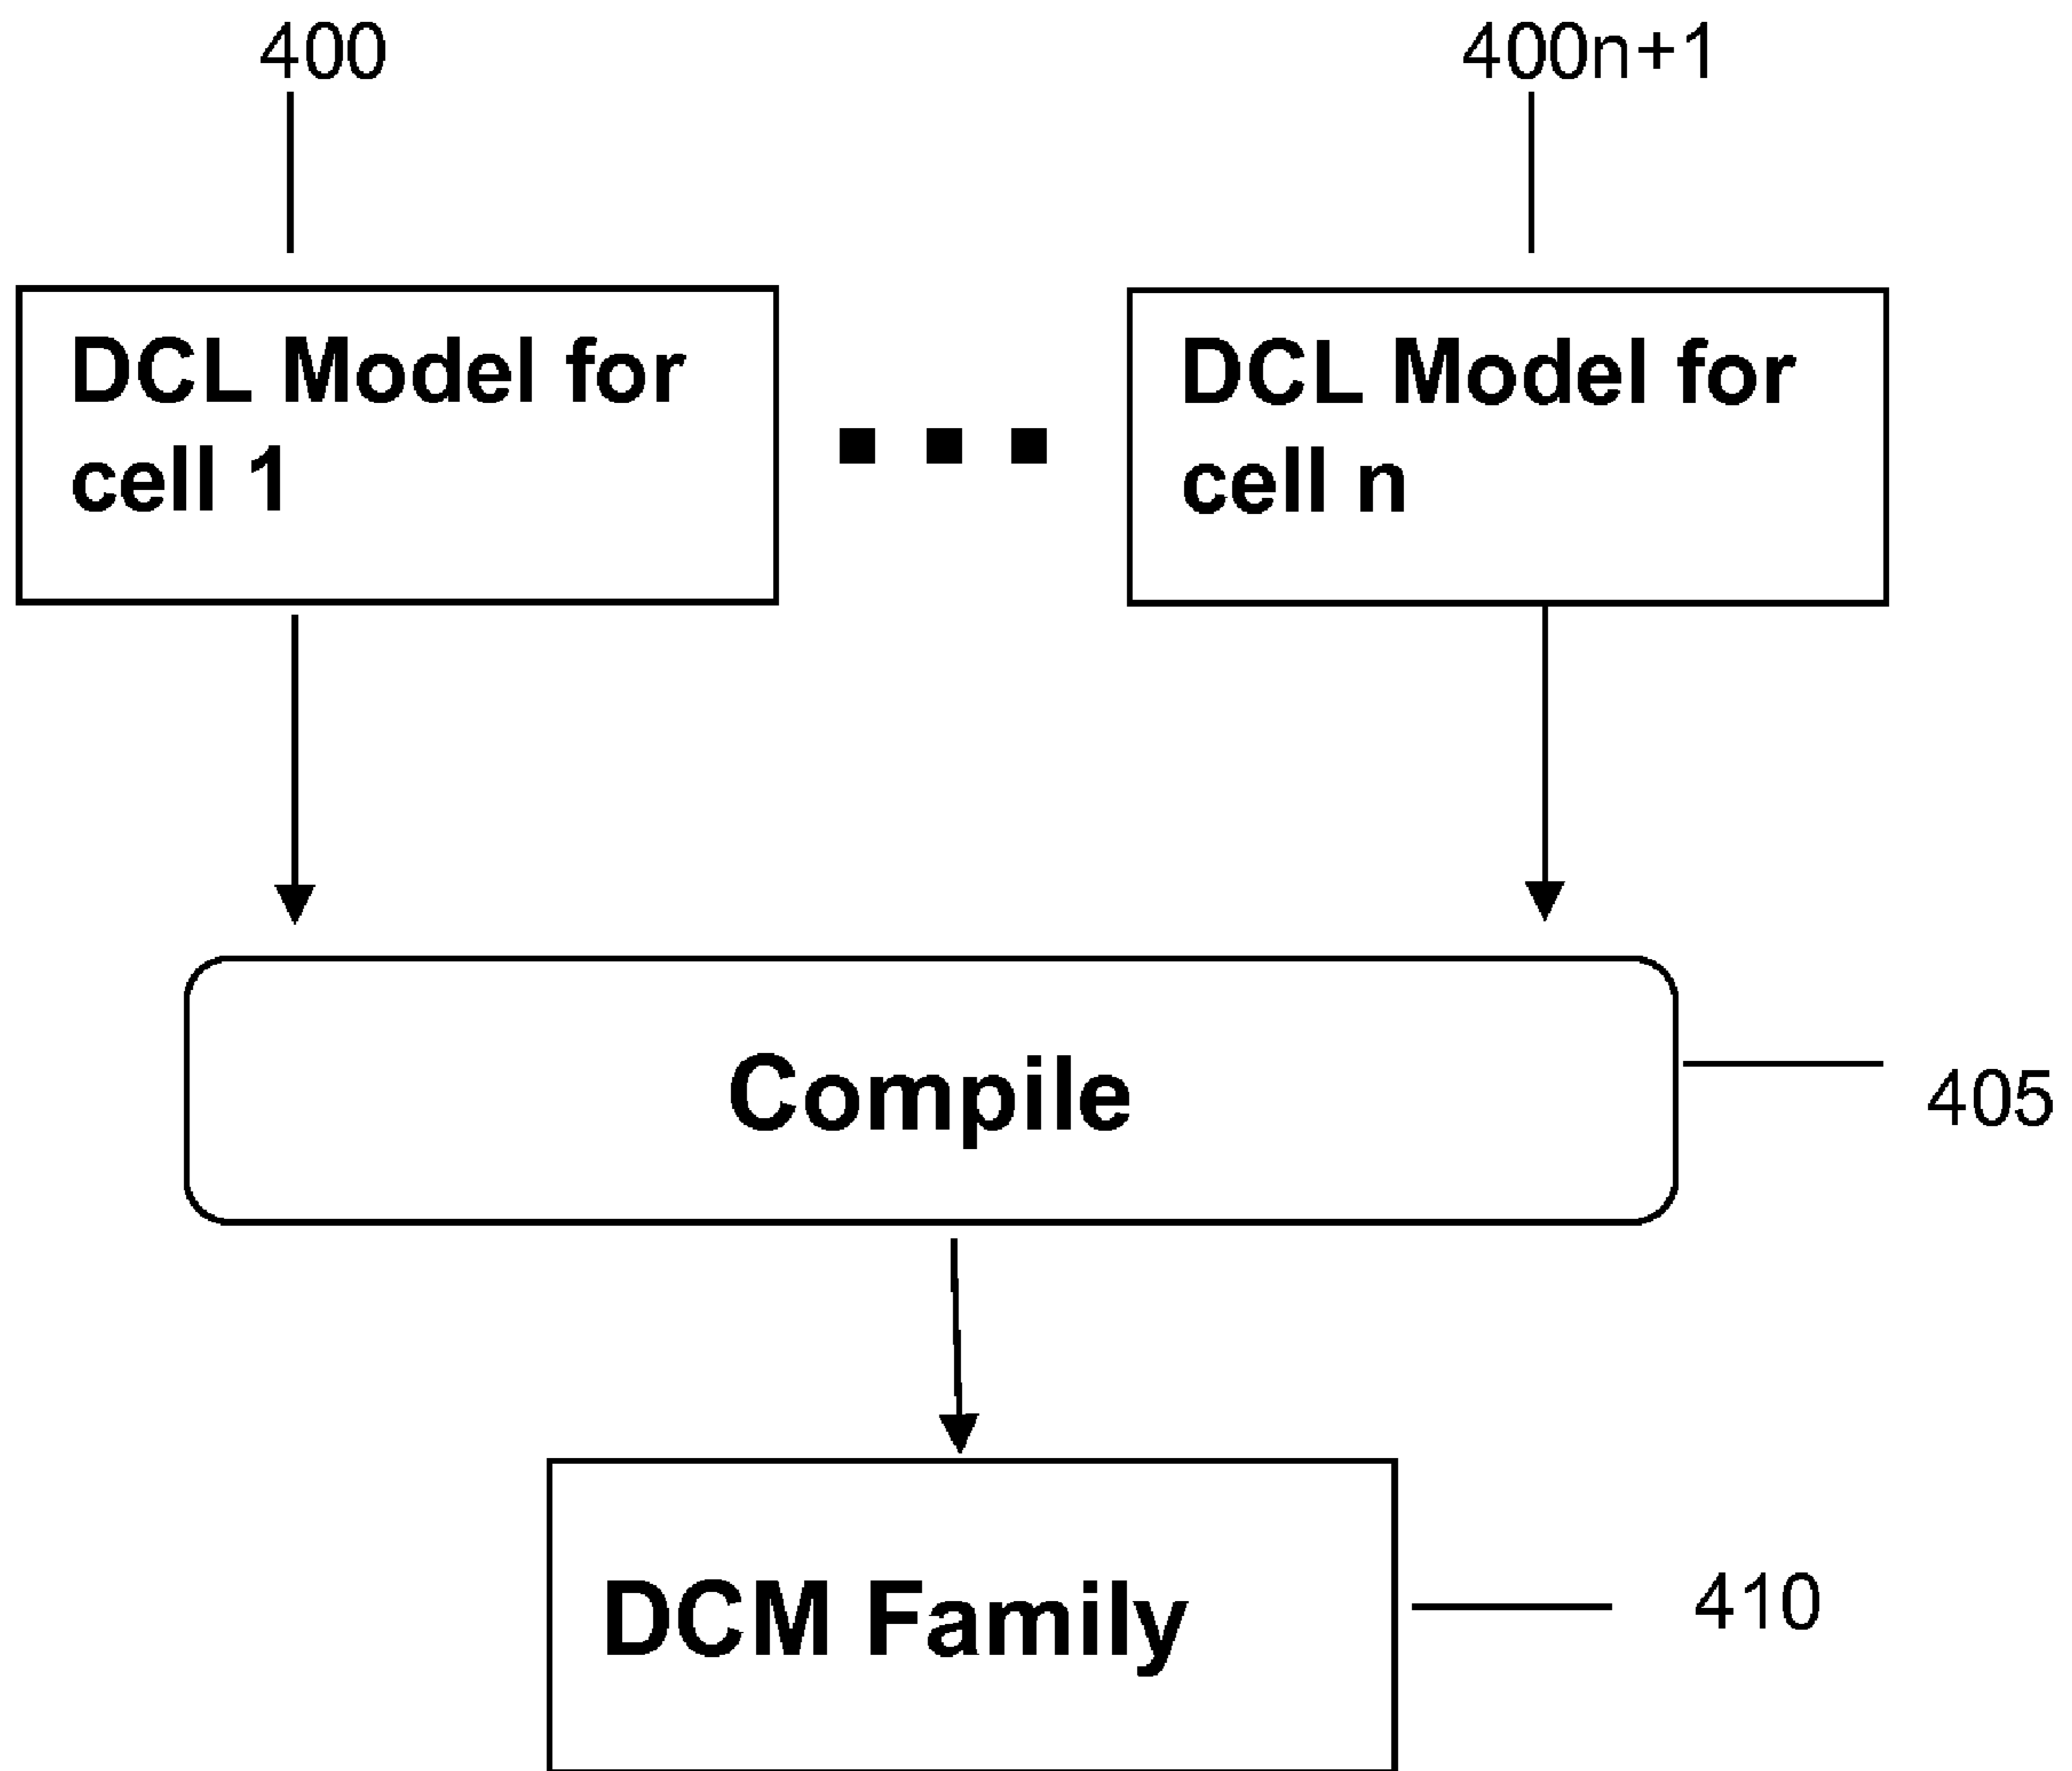 400
400n+1
DCL Model for
cell 1
DCL Model for
cell n
Compile
405
DCM Family
410